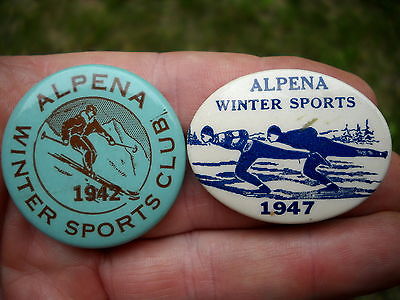 ALPENA
WINTER SPORTS CLUB
1942
ALPENA
WINTER SPORTS
1947